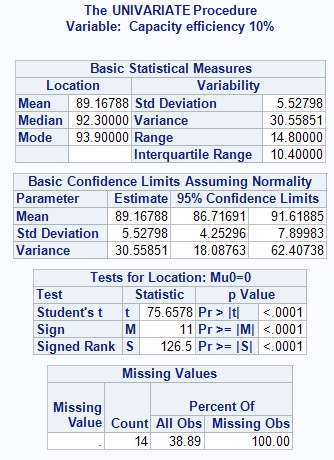 The UNIVARIATE Procedure
Variable: Capacity efficiency 10%
Basic Statistical Measures
Location Variability
Mean 89.16788 Std Deviation 5.52798
Median 92.30000 Variance 30.55851
Mode 93.90000 Range 14.80000
Interquartile Range 10.40000
Basic Confidence Limits Assuming Normality
Parameter Estimate 95% Confidence Limits
Mean 89.16788 86.71691 91.61885
Std Deviation 5.52798 4.25296 7.89983
Variance 30.55851 18.08763 62.40738
Tests for Location: Mu0=0
Test Statistic p Value
Student's t t 75.6578 Pr > |t| <.0001
Sign M 11 Pr >= |M| <.0001
Signed Rank S 126.5 Pr >= |S| <.0001
Missing Values
Percent Of
Missing Value Count All Obs Missing Obs
. 14 38.89 100.00